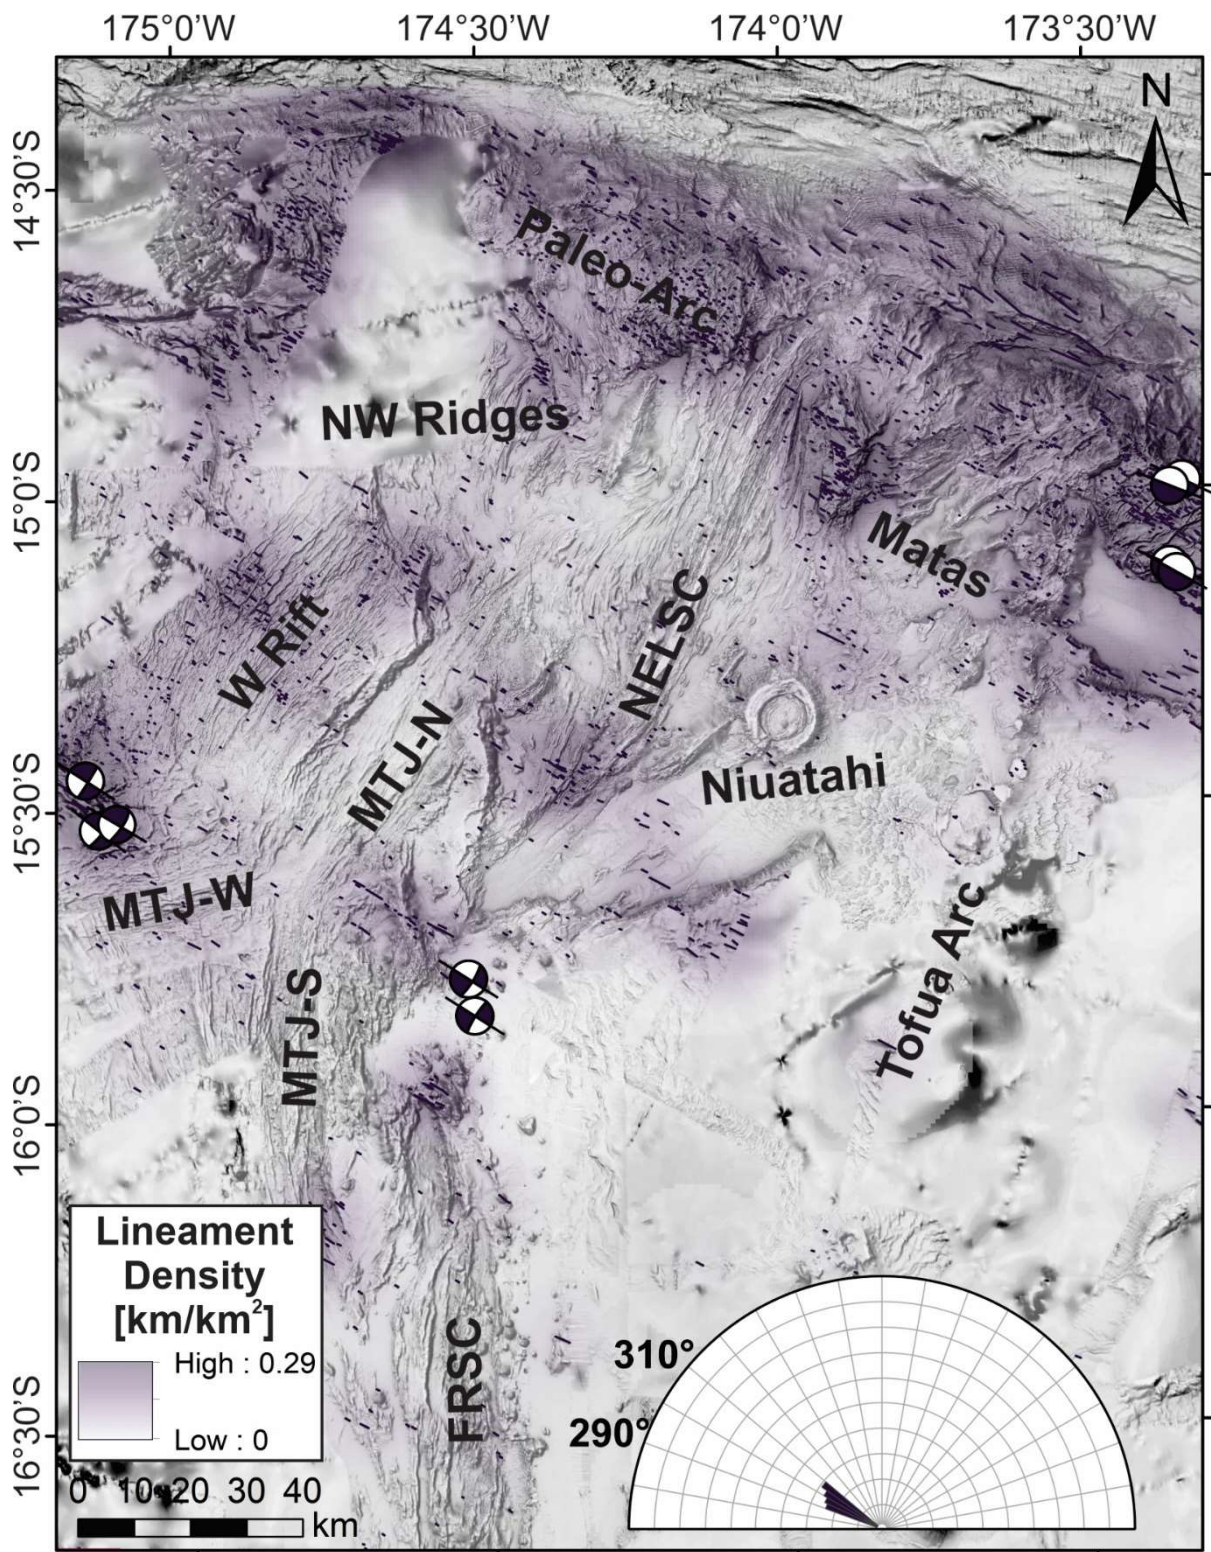 175°0'W
174°30'W
174°0'W
173°30'W
N
14°30'S
Paleo-Arc
NW Ridges
15°0'S
Matas
W Rift
NELSC
MTJ-N
Niuatahi
15°30'S
MTJ-W
Tofua Arc
MTJ-S
16°0'S
FRSC
16°30'S
Lineament
Density
[km/km²]
High : 0.29
Low : 0
0 10 20 30 40
km
310°
290°